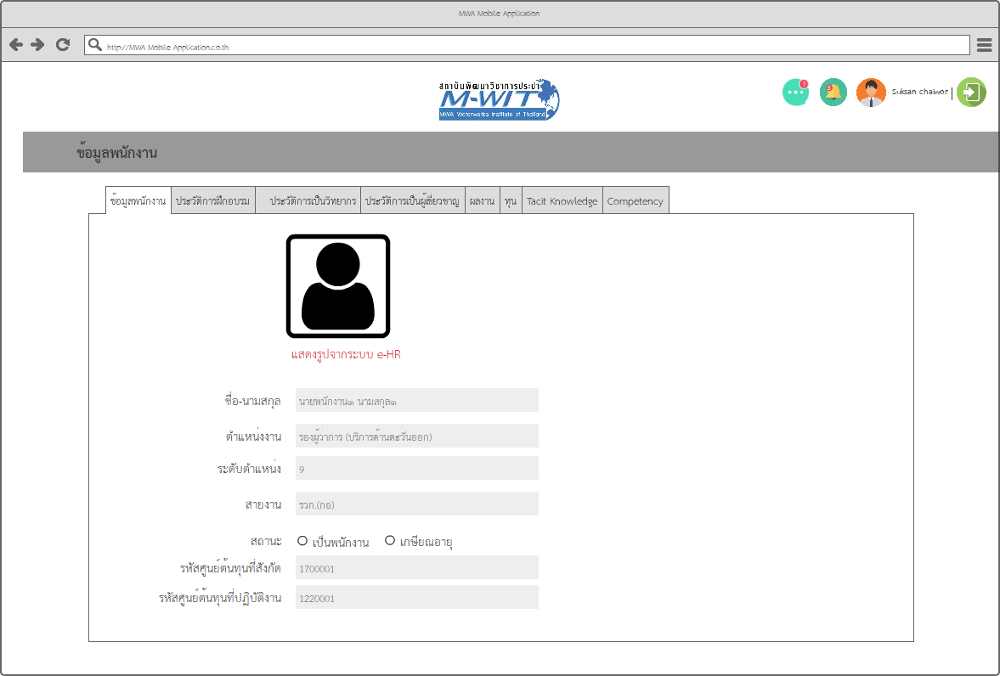 MWA Mobile Application
http://MWA Mobile Application.co.th
สถาบันพัฒนาวิชาการประปา
M-WIT
MWA Waterworks Institute of Thailand
1
3
Suksan chaiwon
ข้อมูลพนักงาน
ข้อมูลพนักงาน ประวัติการฝึกอบรม ประวัติการเป็นวิทยากร ประวัติการเป็นผู้เชี่ยวชาญ ผลงาน ทุน Tacit Knowledge Competency
แสดงรูปจากระบบ e-HR
ชื่อ-นามสกุล นายพนักงาน๑ นามสกุล๑
ตำแหน่งงาน รองผู้ว่าการ (บริการด้านตะวันออก)
ระดับตำแหน่ง 9
สายงาน รวก.(กอ)
สถานะ เป็นพนักงาน เกษียณอายุ
รหัสศูนย์ต้นทุนที่สังกัด 1700001
รหัสศูนย์ต้นทุนที่ปฏิบัติงาน 1220001